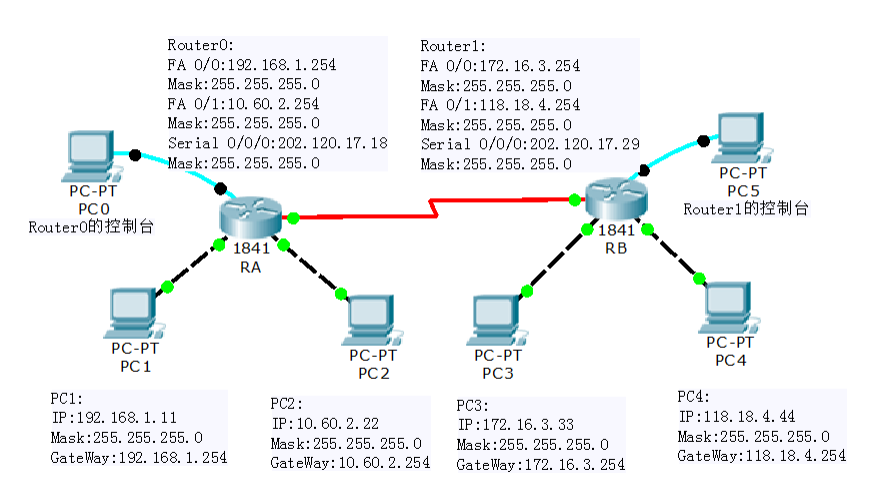 Router0:
FA 0/0:192.168.1.254
Mask:255.255.255.0
FA 0/1:10.60.2.254
Mask:255.255.255.0
Serial 0/0/0:202.120.17.18
Mask:255.255.255.0
Router1:
FA 0/0:172.16.3.254
Mask:255.255.255.0
FA 0/1:118.18.4.254
Mask:255.255.255.0
Serial 0/0/0:202.120.17.29
Mask:255.255.255.0
PC-PT
PC0
Router0的控制台
1841
RA
1841
RB
PC-PT
PC5
Router1的控制台
PC-PT
PC1
PC-PT
PC2
PC-PT
PC3
PC-PT
PC4
PC1:
IP:192.168.1.11
Mask:255.255.255.0
GateWay:192.168.1.254
PC2:
IP:10.60.2.22
Mask:255.255.255.0
GateWay:10.60.2.254
PC3:
IP:172.16.3.33
Mask:255.255.255.0
GateWay:172.16.3.254
PC4:
IP:118.18.4.44
Mask:255.255.255.0
GateWay:118.18.4.254